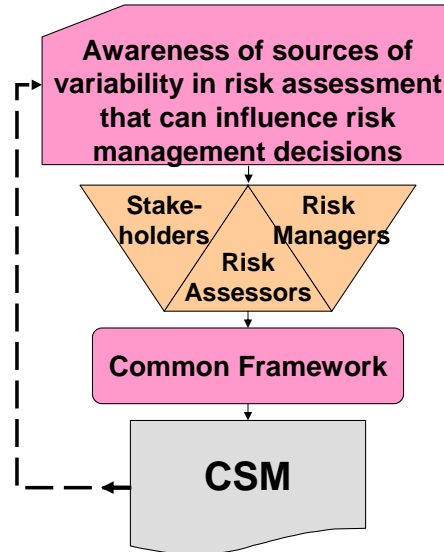 Awareness of sources of
variability in risk assessment
that can influence risk
management decisions
Stake-
holders
Risk
Managers
Risk
Assessors
Common Framework
CSM